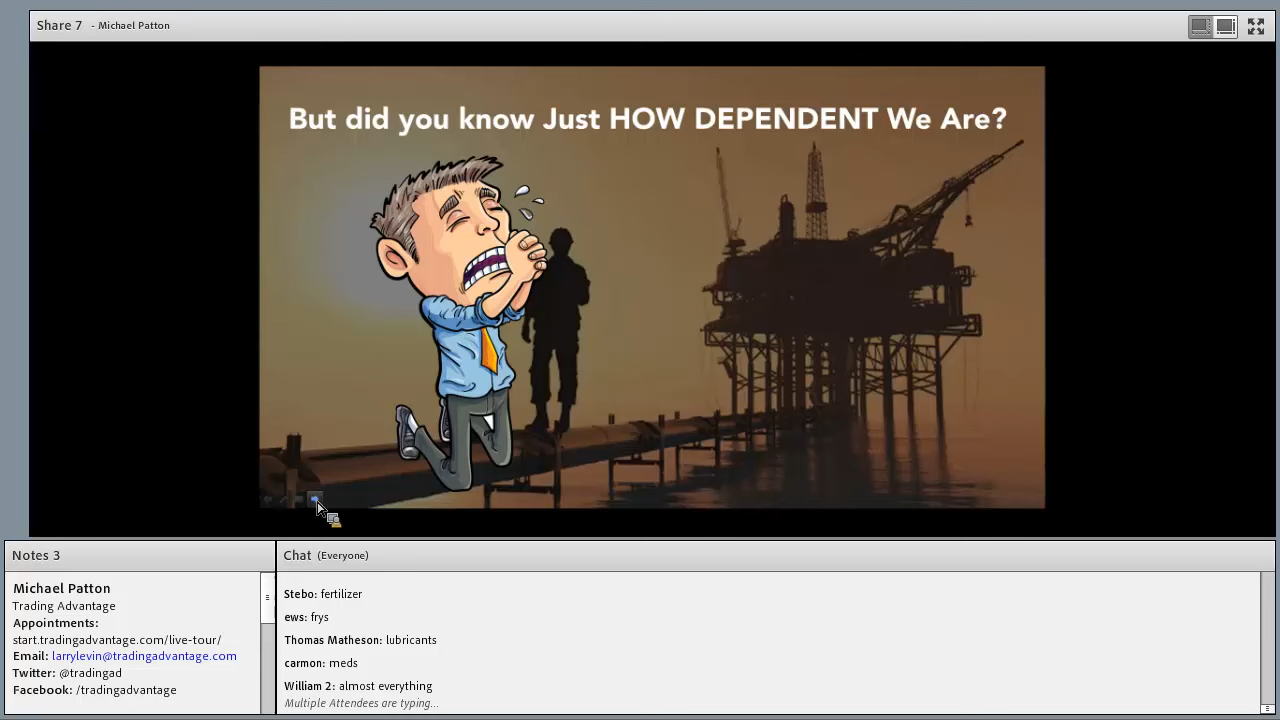 Share 7 - Michael Patton
But did you know Just HOW DEPENDENT We Are?
Notes 3
Michael Patton
Trading Advantage
Appointments:
start.tradingadvantage.com/live-tour/
Email: larrylevin@tradingadvantage.com
Twitter: @tradingad
Facebook: /tradingadvantage
Chat (Everyone)
Stebo: fertilizer
ews: frys
Thomas Matheson: lubricants
carmon: meds
William 2: almost everything
Multiple Attendees are typing...